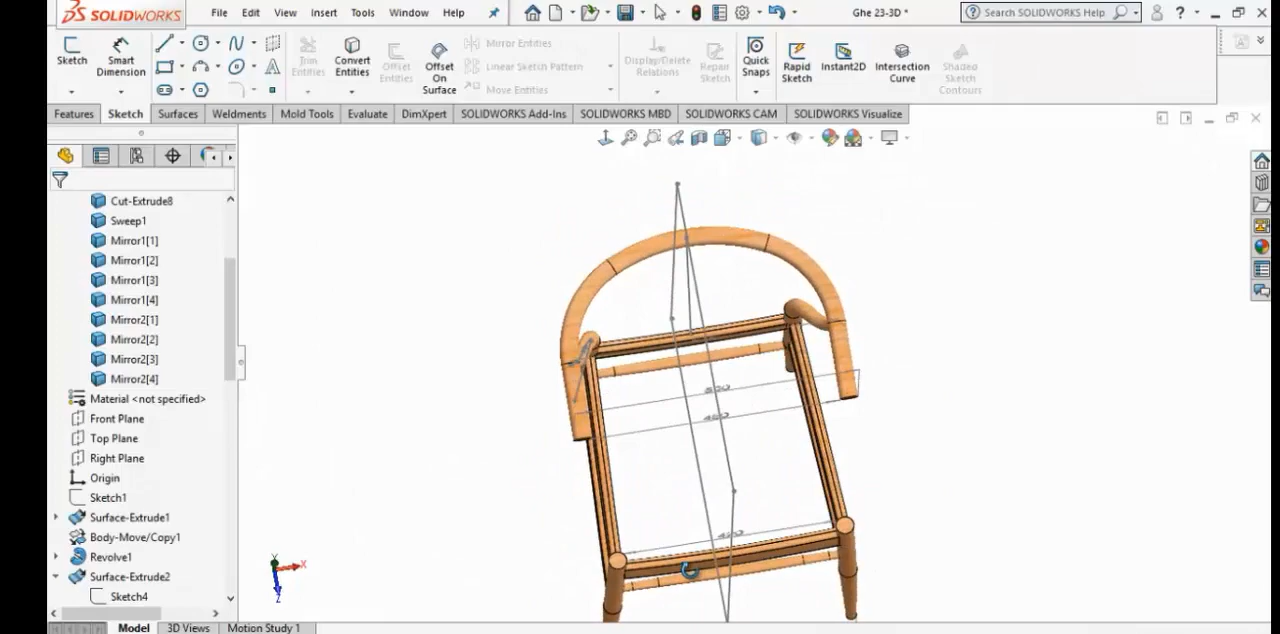 SOLIDWORKS
File Edit View Insert Tools Window Help
Ghe 23-3D *
Search SOLIDWORKS Help
Sketch
Smart Dimension
Trim Entities
Convert Entities
Offset Entities
Offset On Surface
Mirror Entities
Linear Sketch Pattern
Move Entities
Display/Delete Relations
Repair Sketch
Quick Snaps
Rapid Sketch
Instant2D
Intersection Curve
Shaded Sketch Contours
Features Sketch Surfaces Weldments Mold Tools Evaluate DimXpert SOLIDWORKS Add-Ins SOLIDWORKS MBD SOLIDWORKS CAM SOLIDWORKS Visualize
Cut-Extrude8
Sweep1
Mirror1[1]
Mirror1[2]
Mirror1[3]
Mirror1[4]
Mirror2[1]
Mirror2[2]
Mirror2[3]
Mirror2[4]
Material <not specified>
Front Plane
Top Plane
Right Plane
Origin
Sketch1
Surface-Extrude1
Body-Move/Copy1
Revolve1
Surface-Extrude2
Sketch4
Y
X
Z
Model 3D Views Motion Study 1